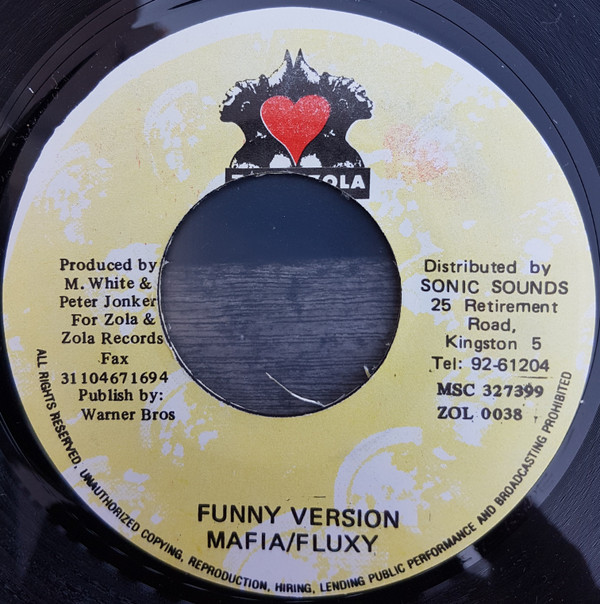 ZOLA
Produced by
M. White &
Peter Jonker
For Zola &
Zola Records
Fax
31104671694
Publish by:
Warner Bros
Distributed by
SONIC SOUNDS
25 Retirement
Road,
Kingston 5
Tel: 92-61204
MSC 327399
ZOL 0038
FUNNY VERSION
MAFIA/FLUXY
ALL RIGHTS RESERVED, UNAUTHORIZED COPYING, REPRODUCTION, HIRING, LENDING PUBLIC PERFORMANCE AND BROADCASTING PROHIBITED